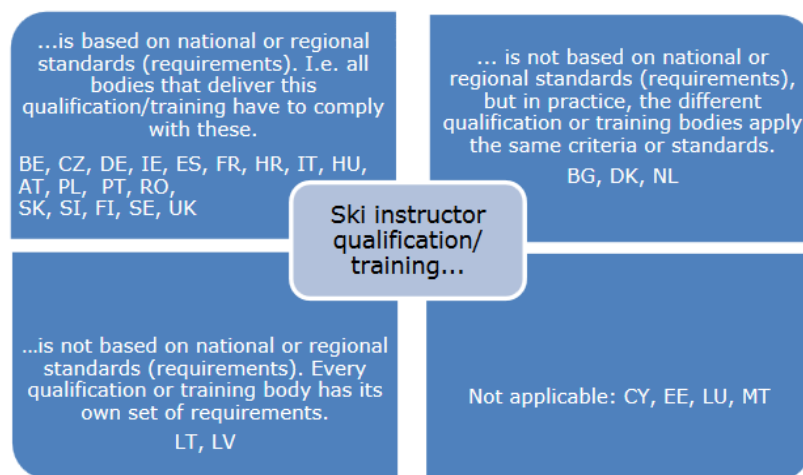 ...is based on national or regional
standards (requirements). I.e. all
bodies that deliver this
qualification/training have to comply
with these.
BE, CZ, DE, IE, ES, FR, HR, IT, HU,
AT, PL, PT, RO,
SK, SI, FI, SE, UK
... is not based on national or
regional standards (requirements),
but in practice, the different
qualification or training bodies apply
the same criteria or standards.
BG, DK, NL
Ski instructor
qualification/
training...
...is not based on national or regional
standards (requirements). Every
qualification or training body has its
own set of requirements.
LT, LV
Not applicable: CY, EE, LU, MT